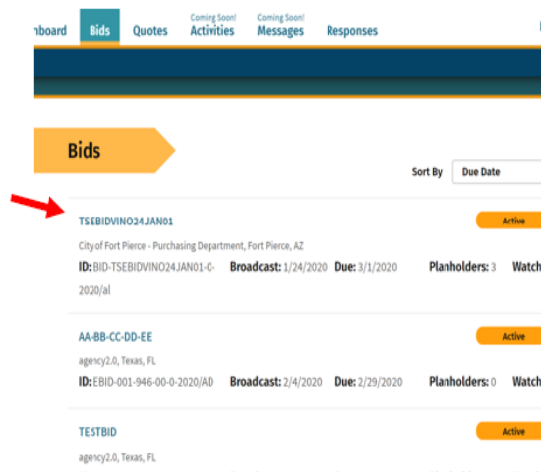 Coming Soon! Coming Soon!
Bids Quotes Activities Messages Responses
Bids
Sort By Due Date
TSEBIDVINO24JAN01 Active
City of Fort Pierce - Purchasing Department, Fort Pierce, AZ
ID: BID-TSEBIDVINO24JAN01-0- Broadcast: 1/24/2020 Due: 3/1/2020 Planholders: 3 Watch
2020/al
AA-BB-CC-DD-EE Active
agency2.0, Texas, FL
ID: EBID-001-946-00-0-2020/AD Broadcast: 2/4/2020 Due: 2/29/2020 Planholders: 0 Watch
TESTBID Active
agency2.0, Texas, FL